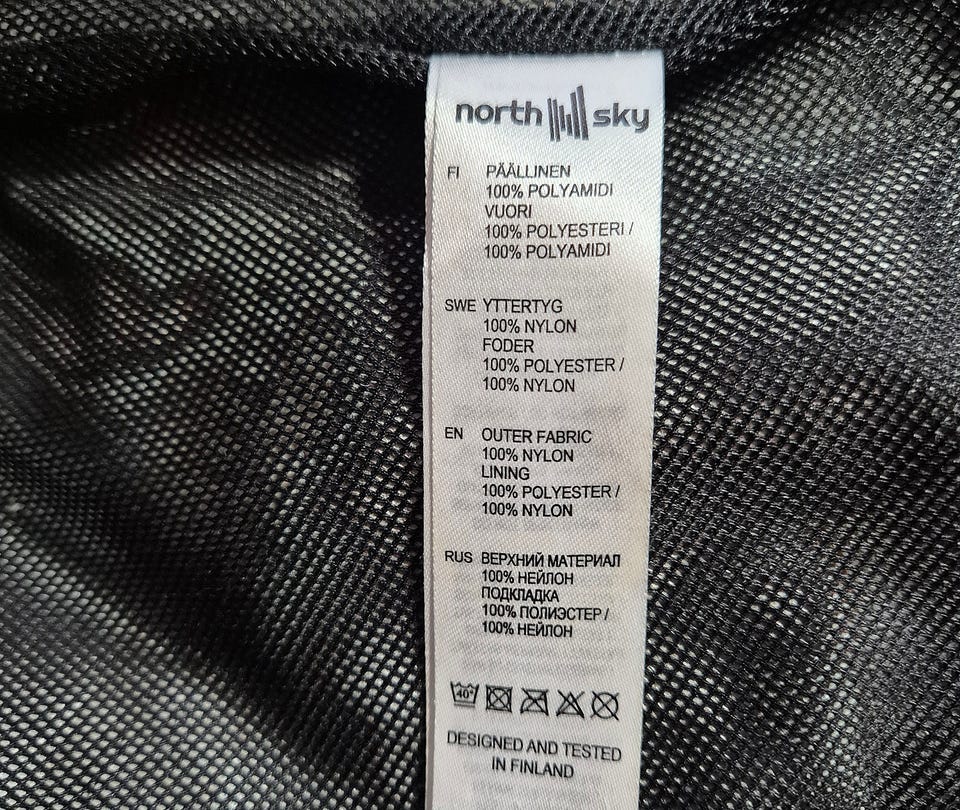 north sky
FI PÄÄLLINEN
100% POLYAMIDI
VUORI
100% POLYESTERI /
100% POLYAMIDI
SWE YTTERTYG
100% NYLON
FODER
100% POLYESTER /
100% NYLON
EN OUTER FABRIC
100% NYLON
LINING
100% POLYESTER /
100% NYLON
RUS ВЕРХНИЙ МАТЕРИАЛ
100% НЕЙЛОН
ПОДКЛАДКА
100% ПОЛИЭСТЕР /
100% НЕЙЛОН
40°
DESIGNED AND TESTED
IN FINLAND